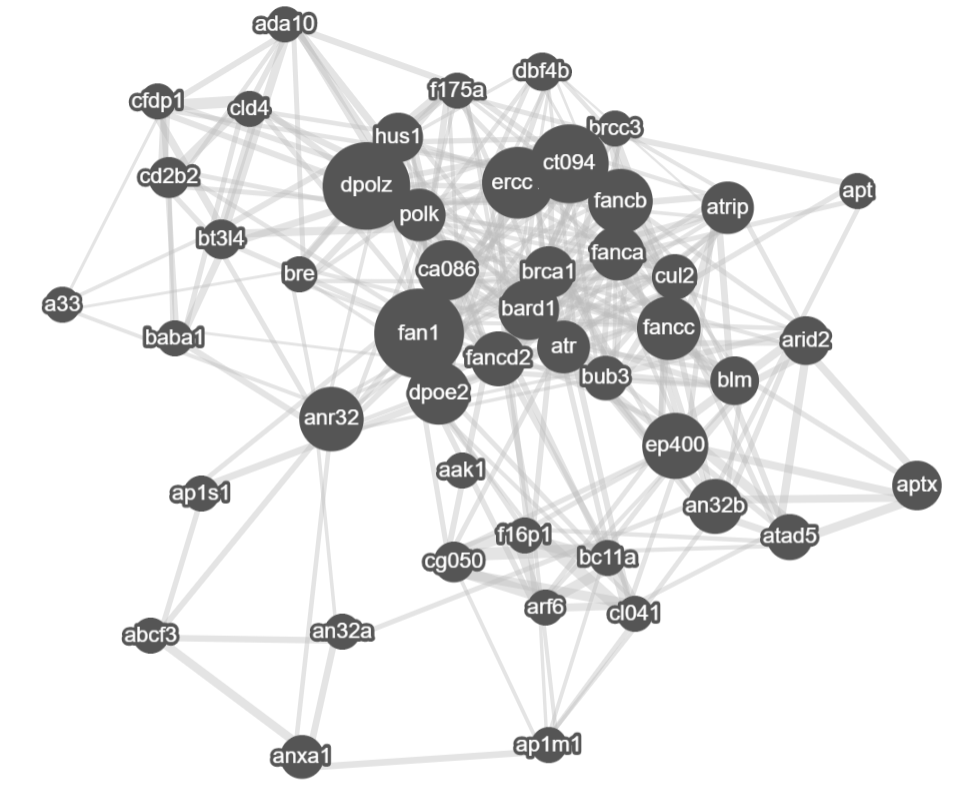 ada10
dbf4b
f175a
cfdp1
cld4
brcc3
hus1
ct094
cd2b2
dpolz
ercc
apt
fancb
atrip
polk
bt3l4
fanca
ca086
brca1
bre
cul2
a33
bard1
fancc
fan1
baba1
arid2
atr
fancd2
bub3
blm
dpoe2
anr32
ep400
aak1
aptx
ap1s1
an32b
f16p1
atad5
bc11a
cg050
arf6
cl041
an32a
abcf3
ap1m1
anxa1